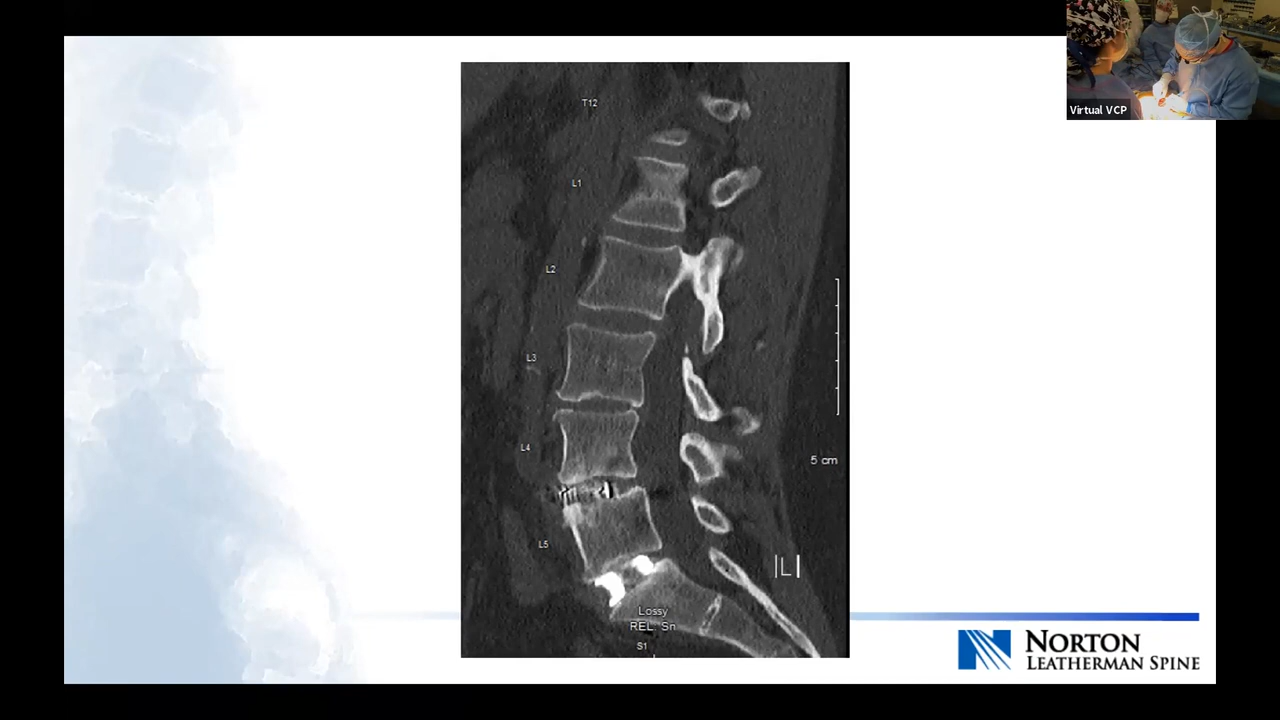 Virtual VCP
T12
L1
L2
L3
L4
5 cm
L5
|L|
Lossy
REL: Sn
S1
NORTON
LEATHERMAN SPINE